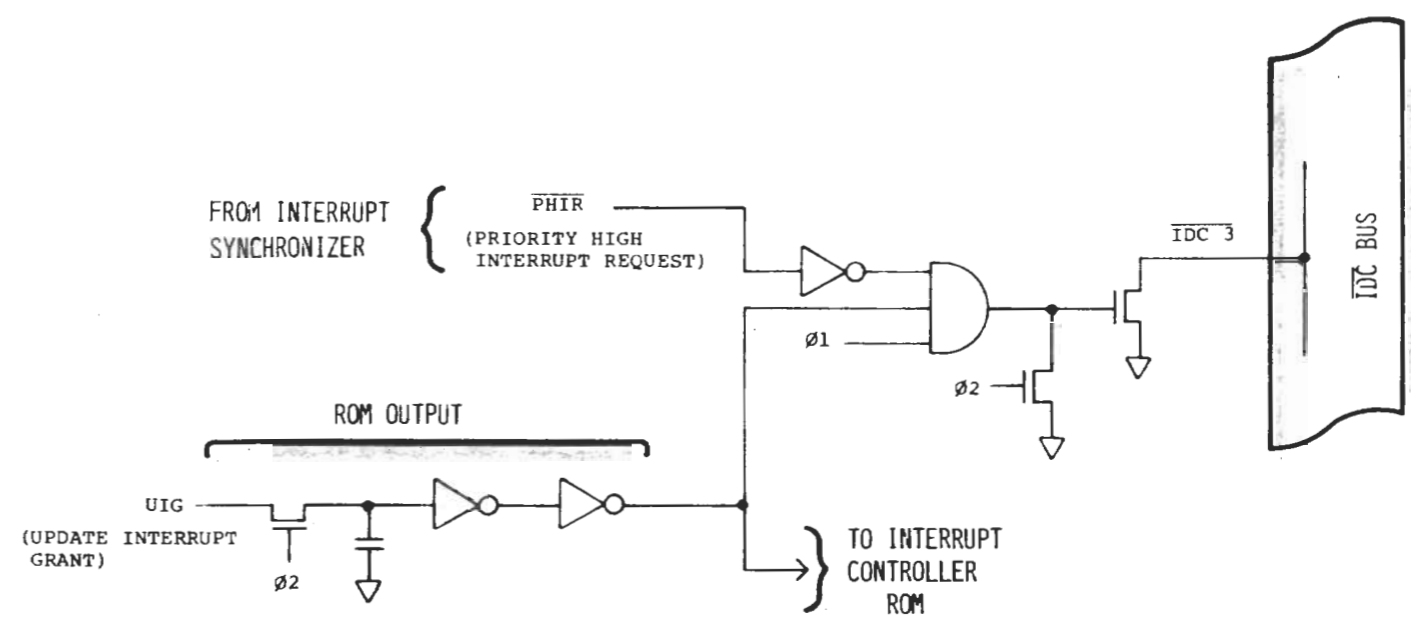 FROM INTERRUPT
SYNCHRONIZER
PHIR
(PRIORITY HIGH
INTERRUPT REQUEST)
IDC 3
IDC BUS
Ø1
Ø2
ROM OUTPUT
UIG
(UPDATE INTERRUPT
GRANT)
Ø2
TO INTERRUPT
CONTROLLER
ROM